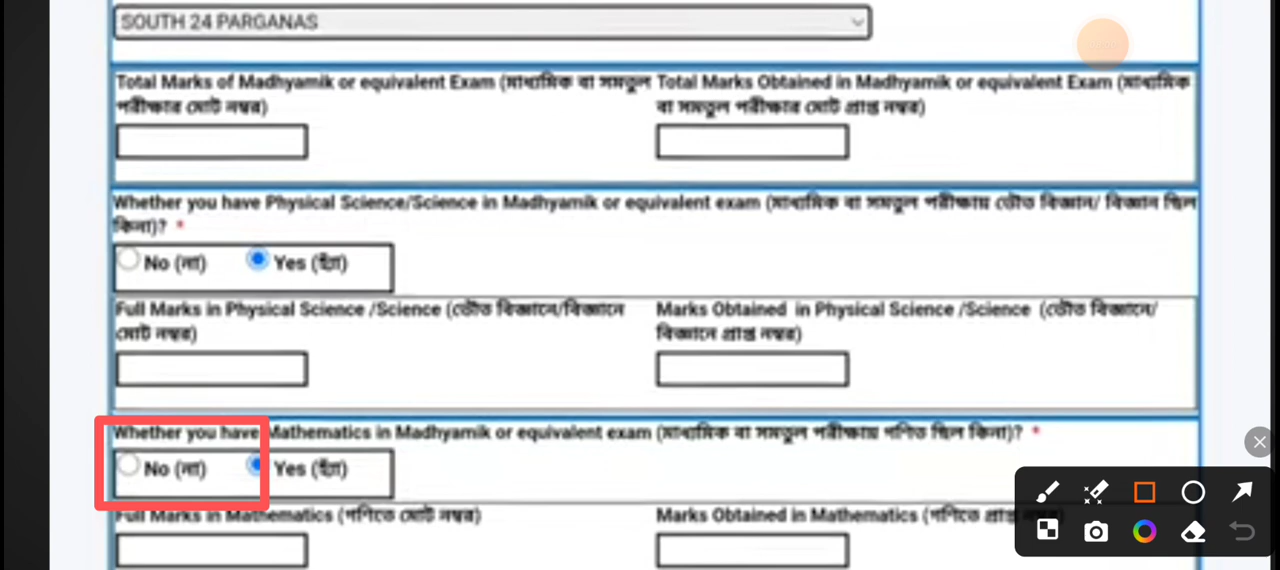 SOUTH 24 PARGANAS
Total Marks of Madhyamik or equivalent Exam (মাধ্যমিক বা সমতুল
পরীক্ষার মোট নম্বর)
Total Marks Obtained in Madhyamik or equivalent Exam (মাধ্যমিক
বা সমতুল পরীক্ষার মোট প্রাপ্ত নম্বর)
Whether you have Physical Science/Science in Madhyamik or equivalent exam (মাধ্যমিক বা সমতুল পরীক্ষায় ভৌত বিজ্ঞান/ বিজ্ঞান ছিল
কিনা)? *
No (না) Yes (হ্যাঁ)
Full Marks in Physical Science /Science (ভৌত বিজ্ঞানে/বিজ্ঞানে
মোট নম্বর)
Marks Obtained in Physical Science /Science (ভৌত বিজ্ঞানে/
বিজ্ঞানে প্রাপ্ত নম্বর)
Whether you have Mathematics in Madhyamik or equivalent exam (মাধ্যমিক বা সমতুল পরীক্ষায় গণিত ছিল কিনা)? *
No (না) Yes (হ্যাঁ)
Full Marks in Mathematics (গণিতে মোট নম্বর)
Marks Obtained in Mathematics (গণিতে প্রাপ্ত